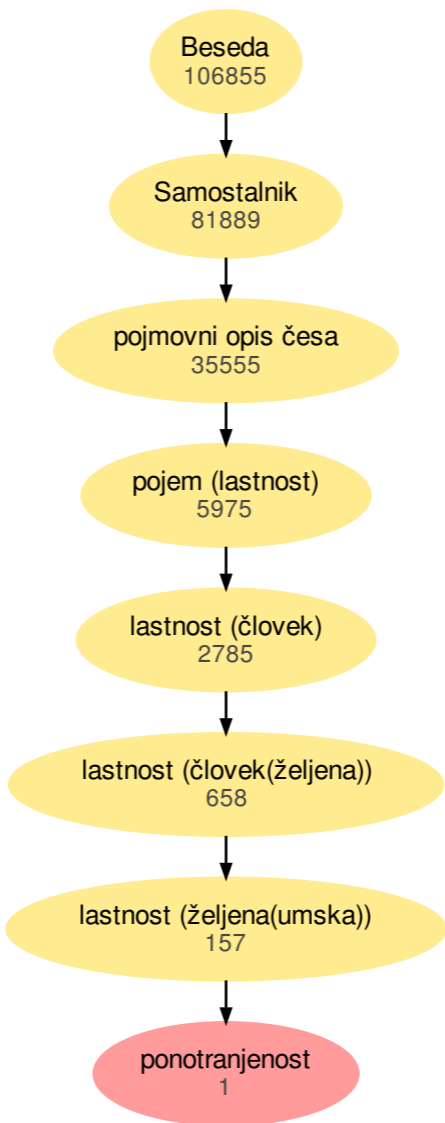 Beseda
106855
Samostalnik
81889
pojmovni opis česa
35555
pojem (lastnost)
5975
lastnost (človek)
2785
lastnost (človek(željena))
658
lastnost (željena(umska))
157
ponotranjenost
1